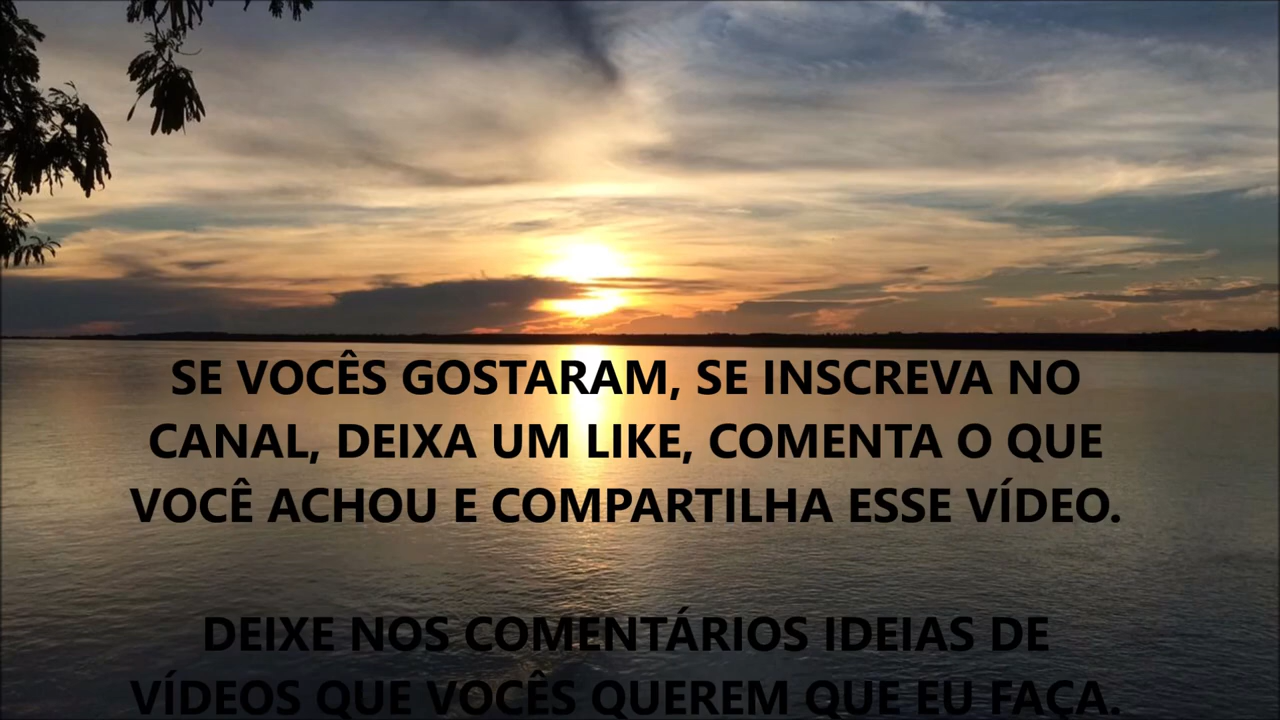 SE VOCÊS GOSTARAM, SE INSCREVA NO
CANAL, DEIXA UM LIKE, COMENTA O QUE
VOCÊ ACHOU E COMPARTILHA ESSE VÍDEO.
DEIXE NOS COMENTÁRIOS IDEIAS DE
VÍDEOS QUE VOCÊS QUEREM QUE EU FAÇA.